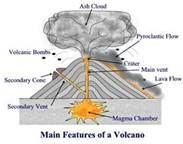 Ash Cloud
Pyroclastic Flow
Volcanic Bombs
Crater
Secondary Cone
Main vent
Lava Flow
Secondary Vent
Magma Chamber
Main Features of a Volcano